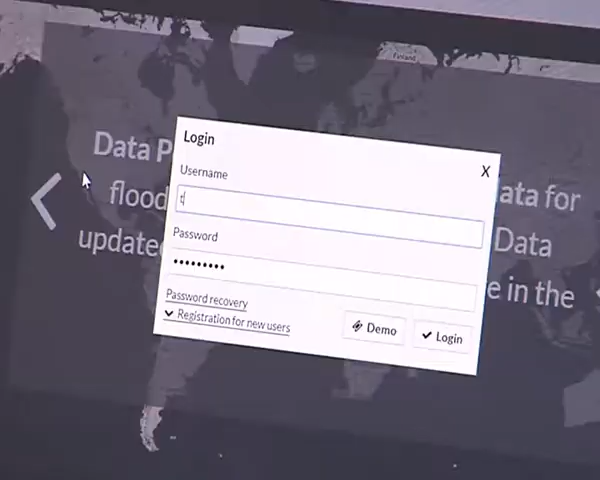 Finland
Login
X
Data P
Username
ata for
flood
t
Data
update
Password
•••••••••
e in the
Password recovery
Registration for new users
Demo
Login